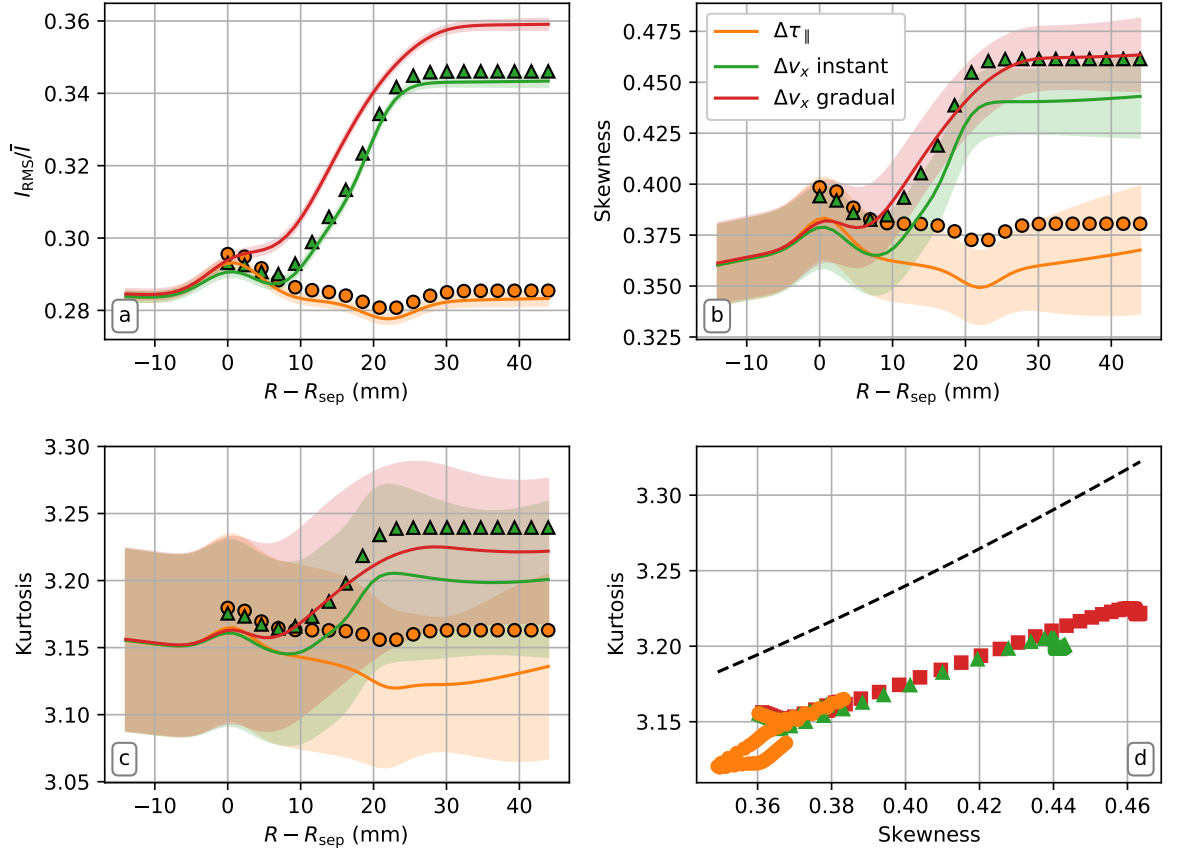 0.36
0.34
0.32
0.30
0.28
I_RMS/Ī
−10 0 10 20 30 40
R − R_sep (mm)
a
0.475
0.450
0.425
0.400
0.375
0.350
0.325
Skewness
Δτ_∥
Δv_x instant
Δv_x gradual
−10 0 10 20 30 40
R − R_sep (mm)
b
3.30
3.25
3.20
3.15
3.10
3.05
Kurtosis
−10 0 10 20 30 40
R − R_sep (mm)
c
3.30
3.25
3.20
3.15
Kurtosis
0.36 0.38 0.40 0.42 0.44 0.46
Skewness
d